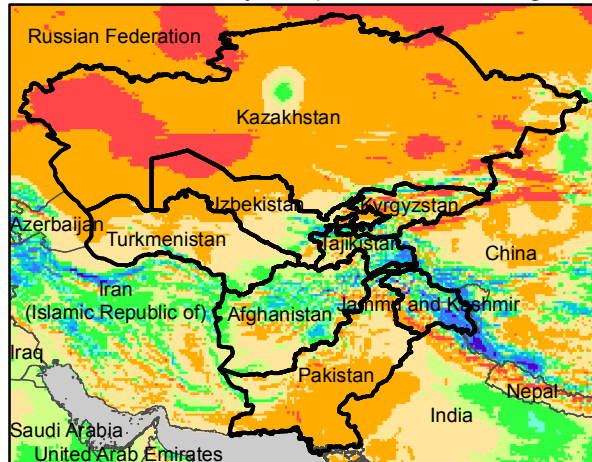 Russian Federation
Kazakhstan
Uzbekistan
Kyrgyzstan
Azerbaijan
Turkmenistan
Tajikistan
China
Iran
(Islamic Republic of)
Afghanistan
Jammu and Kashmir
Iraq
Pakistan
Nepal
India
Saudi Arabia
United Arab Emirates